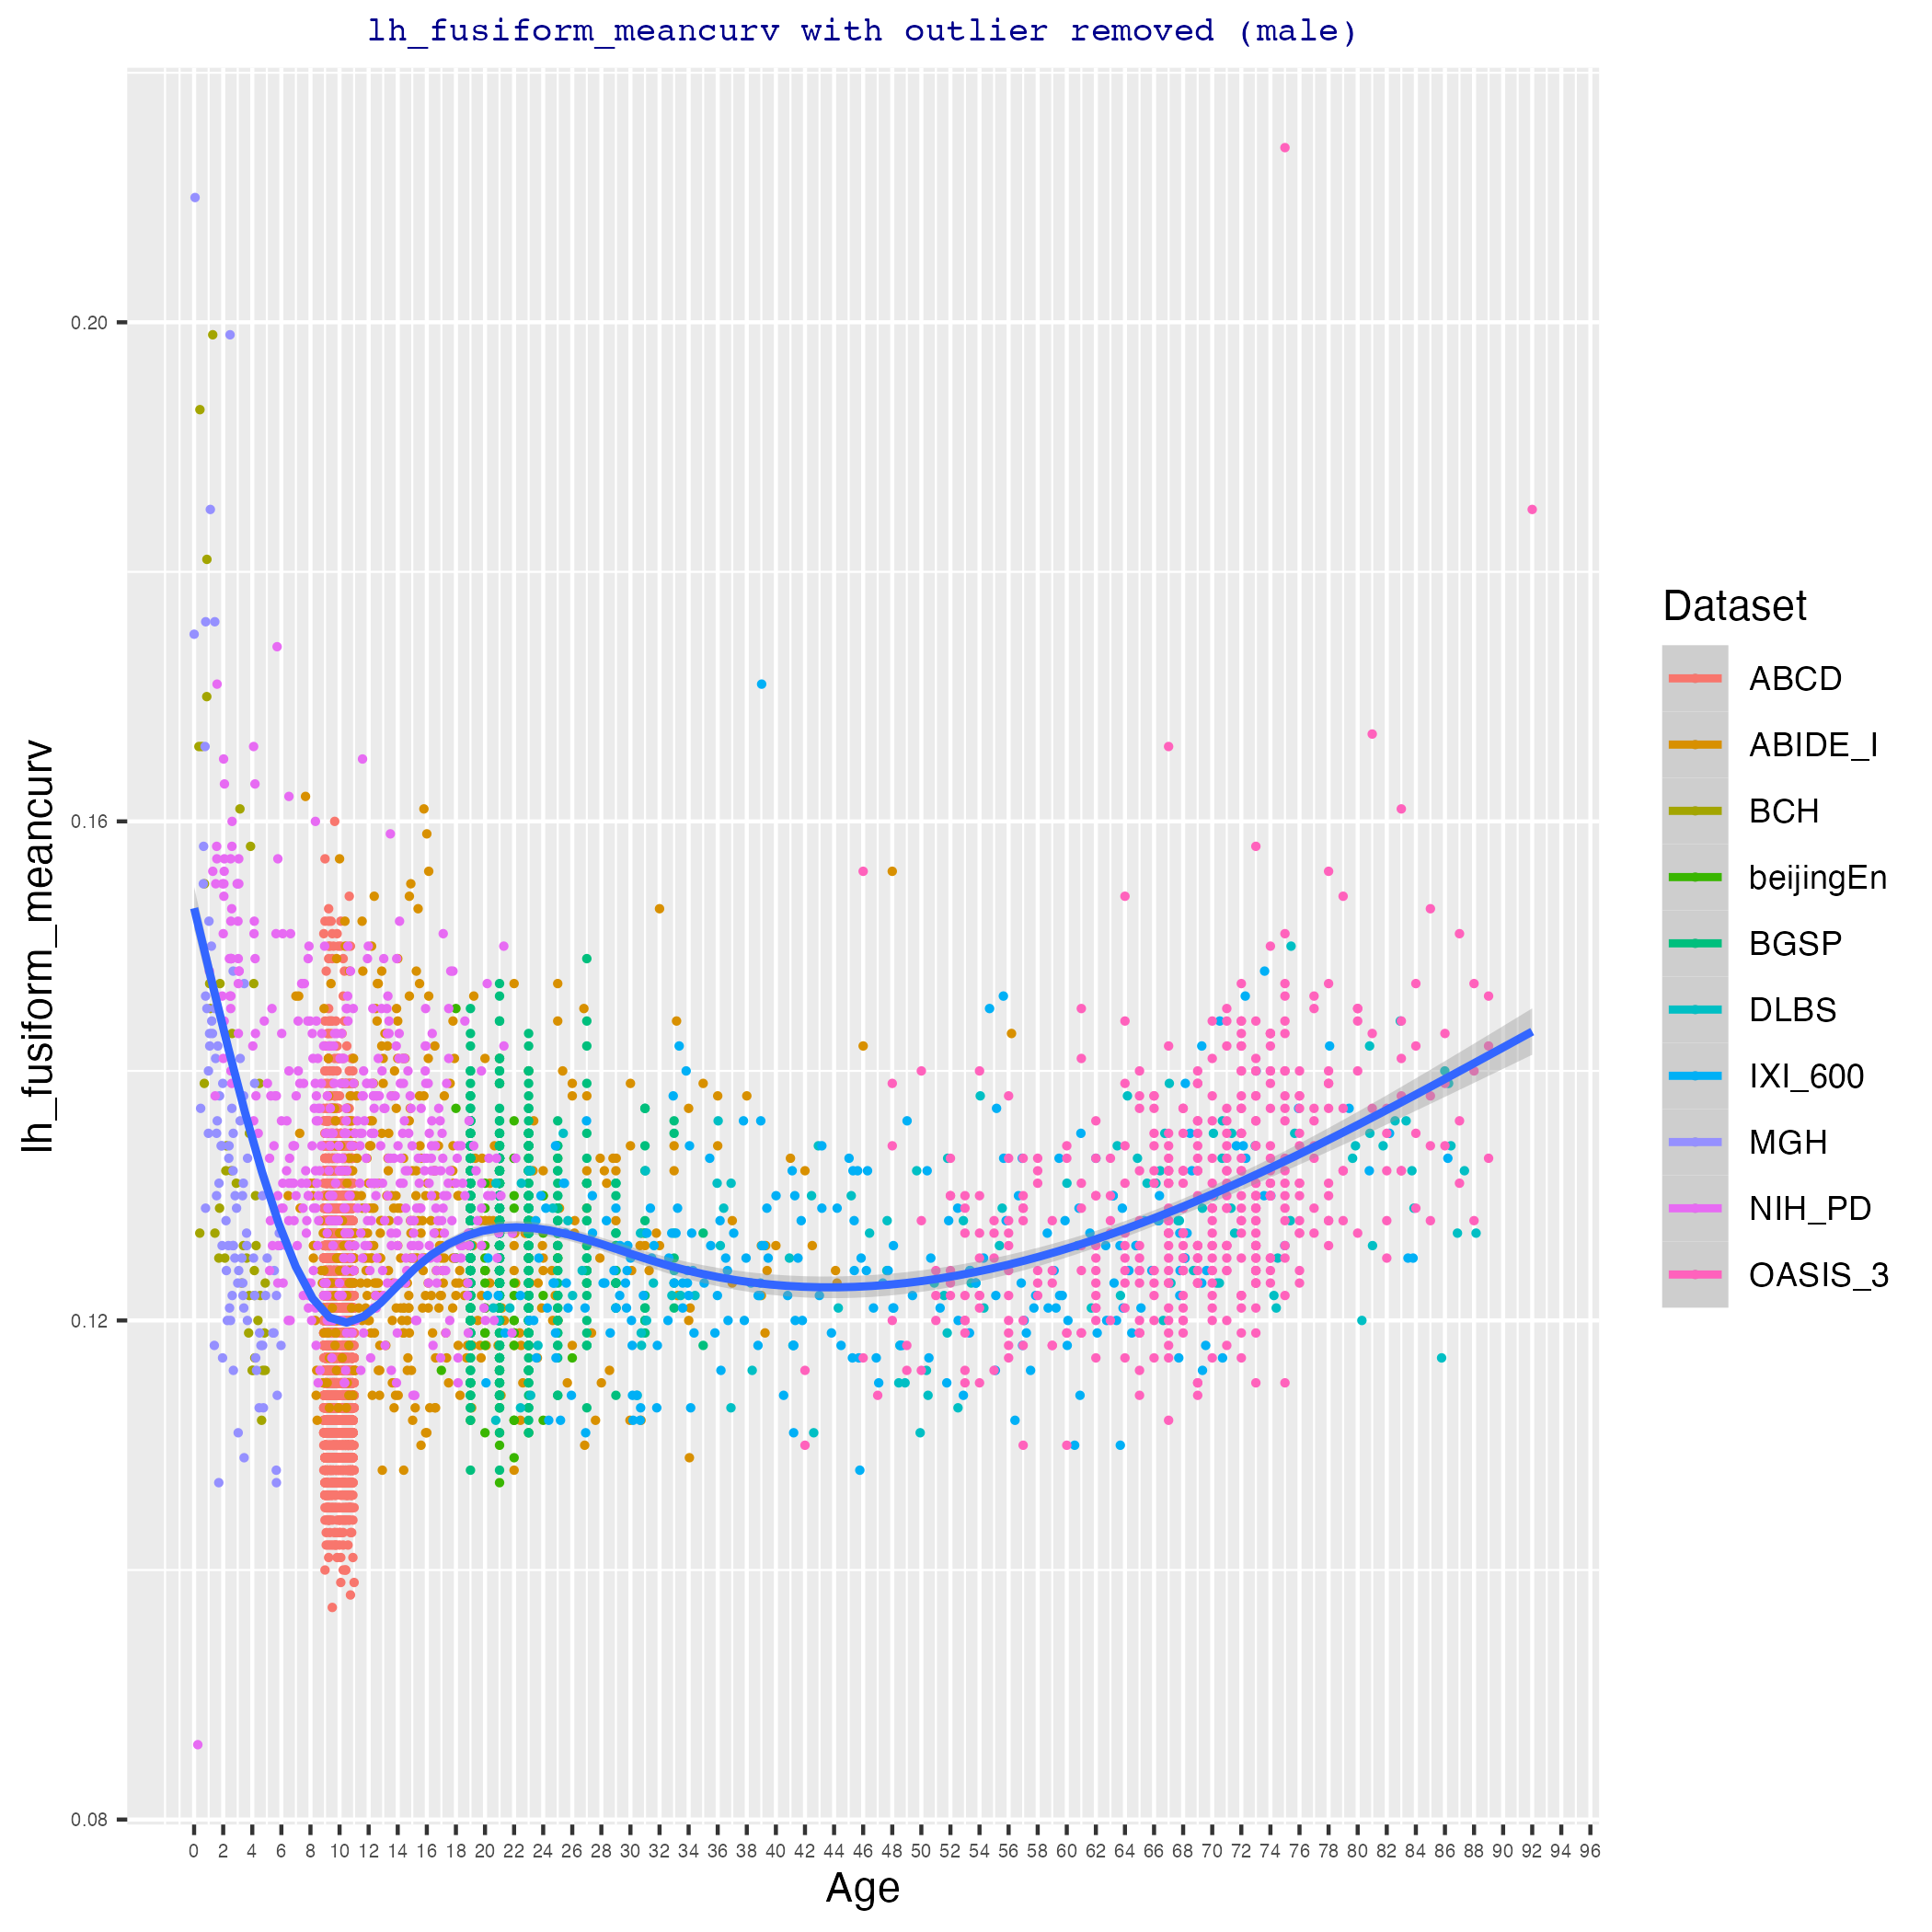 lh_fusiform_meancurv with outlier removed (male)
lh_fusiform_meancurv
0.20
0.16
0.12
0.08
0 2 4 6 8 10 12 14 16 18 20 22 24 26 28 30 32 34 36 38 40 42 44 46 48 50 52 54 56 58 60 62 64 66 68 70 72 74 76 78 80 82 84 86 88 90 92 94 96
Age
Dataset
ABCD
ABIDE_I
BCH
beijingEn
BGSP
DLBS
IXI_600
MGH
NIH_PD
OASIS_3